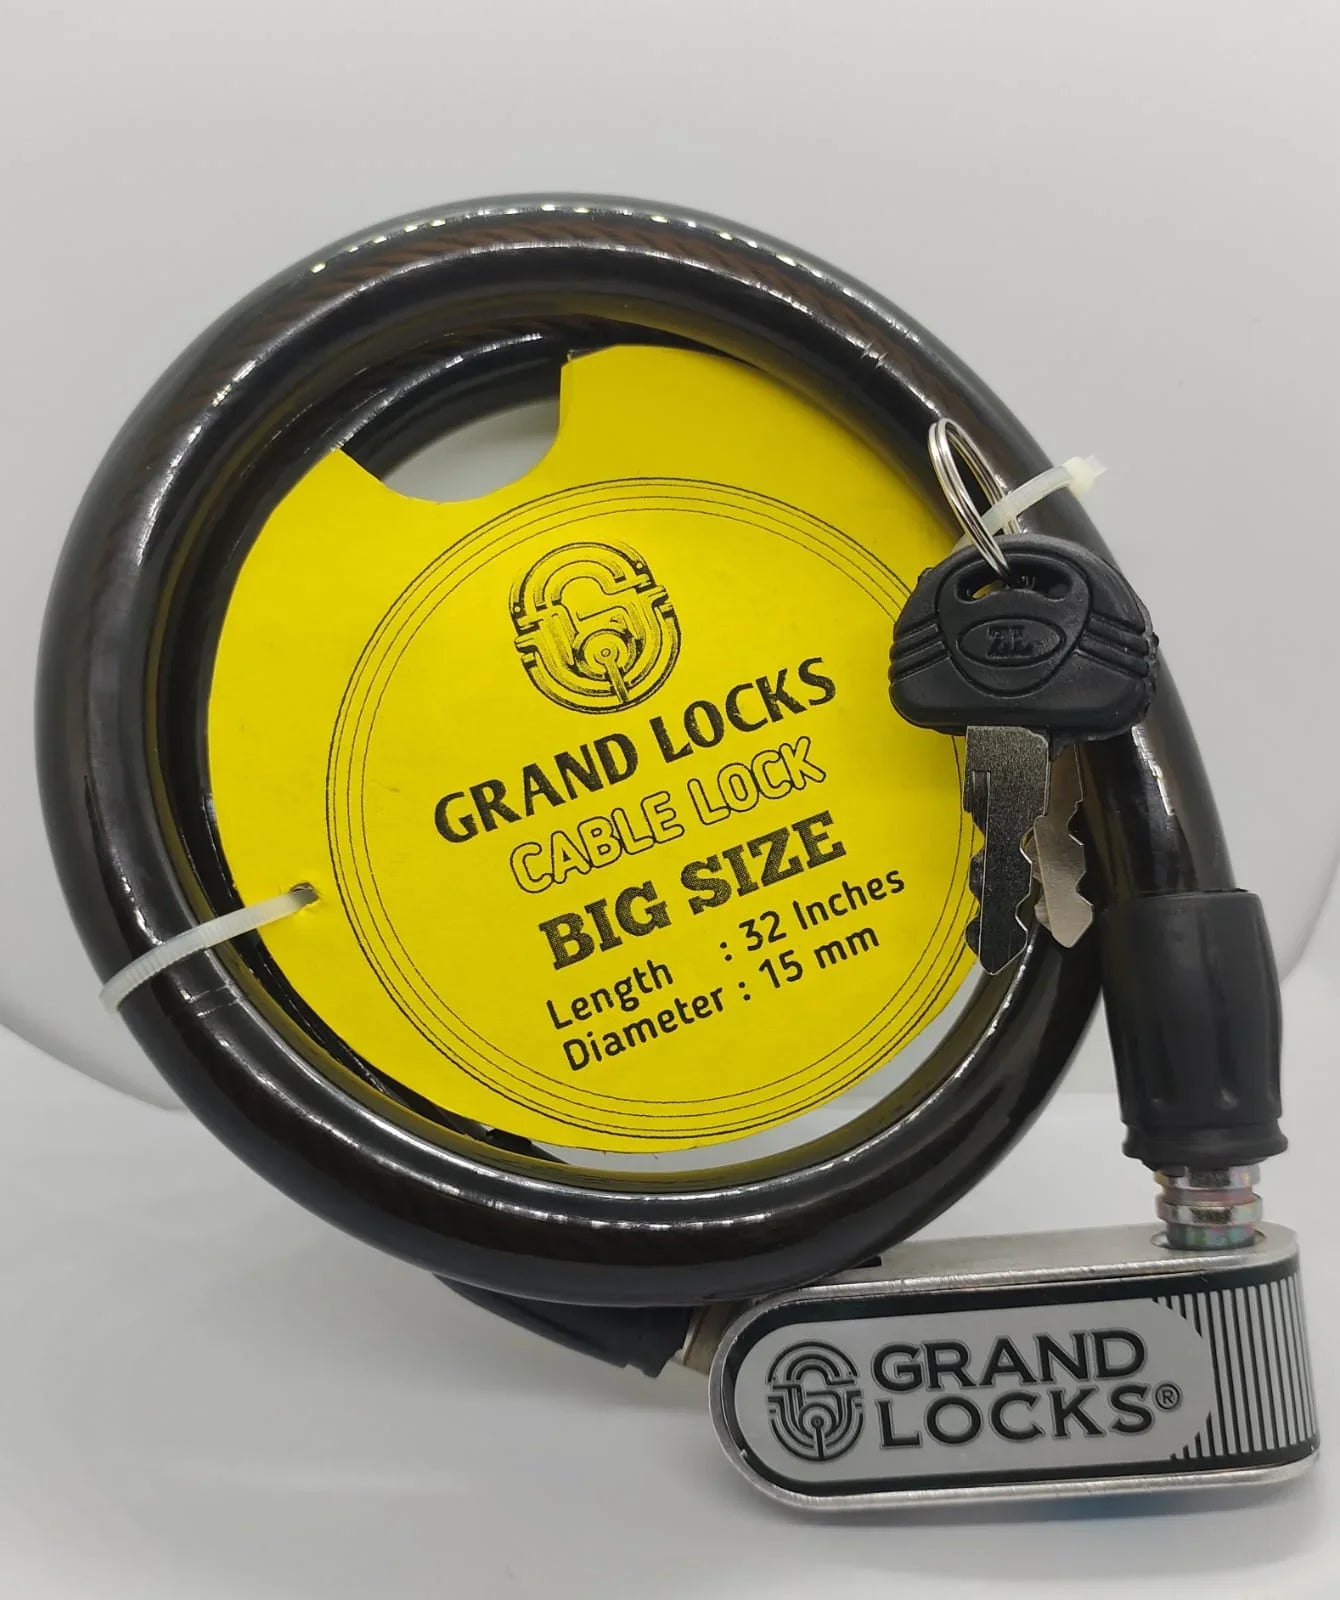 GRAND LOCKS
CABLE LOCK
BIG SIZE
Length : 32 Inches
Diameter : 15 mm
GRAND
LOCKS®